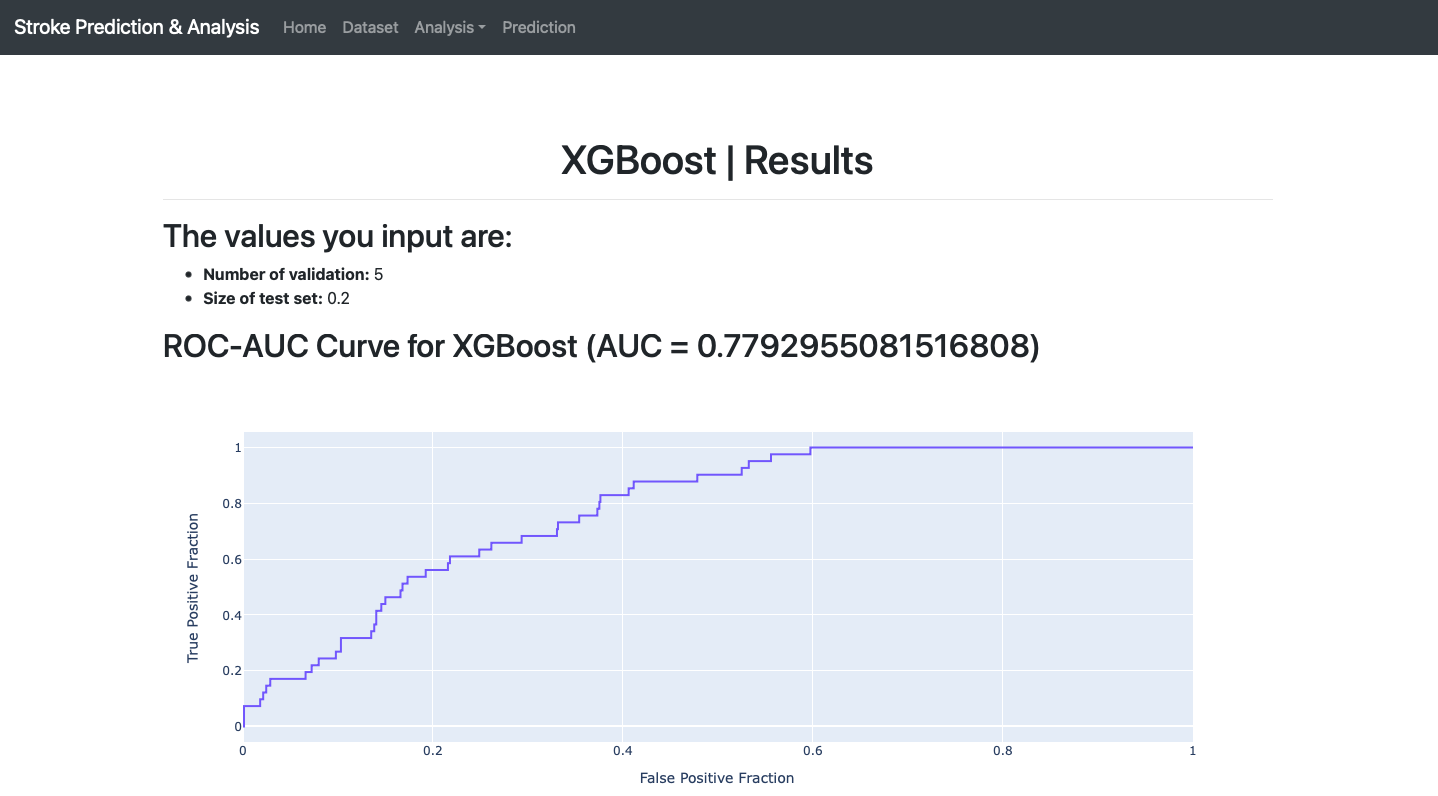 Stroke Prediction & Analysis Home Dataset Analysis Prediction
XGBoost | Results
The values you input are:
Number of validation: 5
Size of test set: 0.2
ROC-AUC Curve for XGBoost (AUC = 0.7792955081516808)
1
0.8
0.6
0.4
0.2
0
True Positive Fraction
0 0.2 0.4 0.6 0.8 1
False Positive Fraction